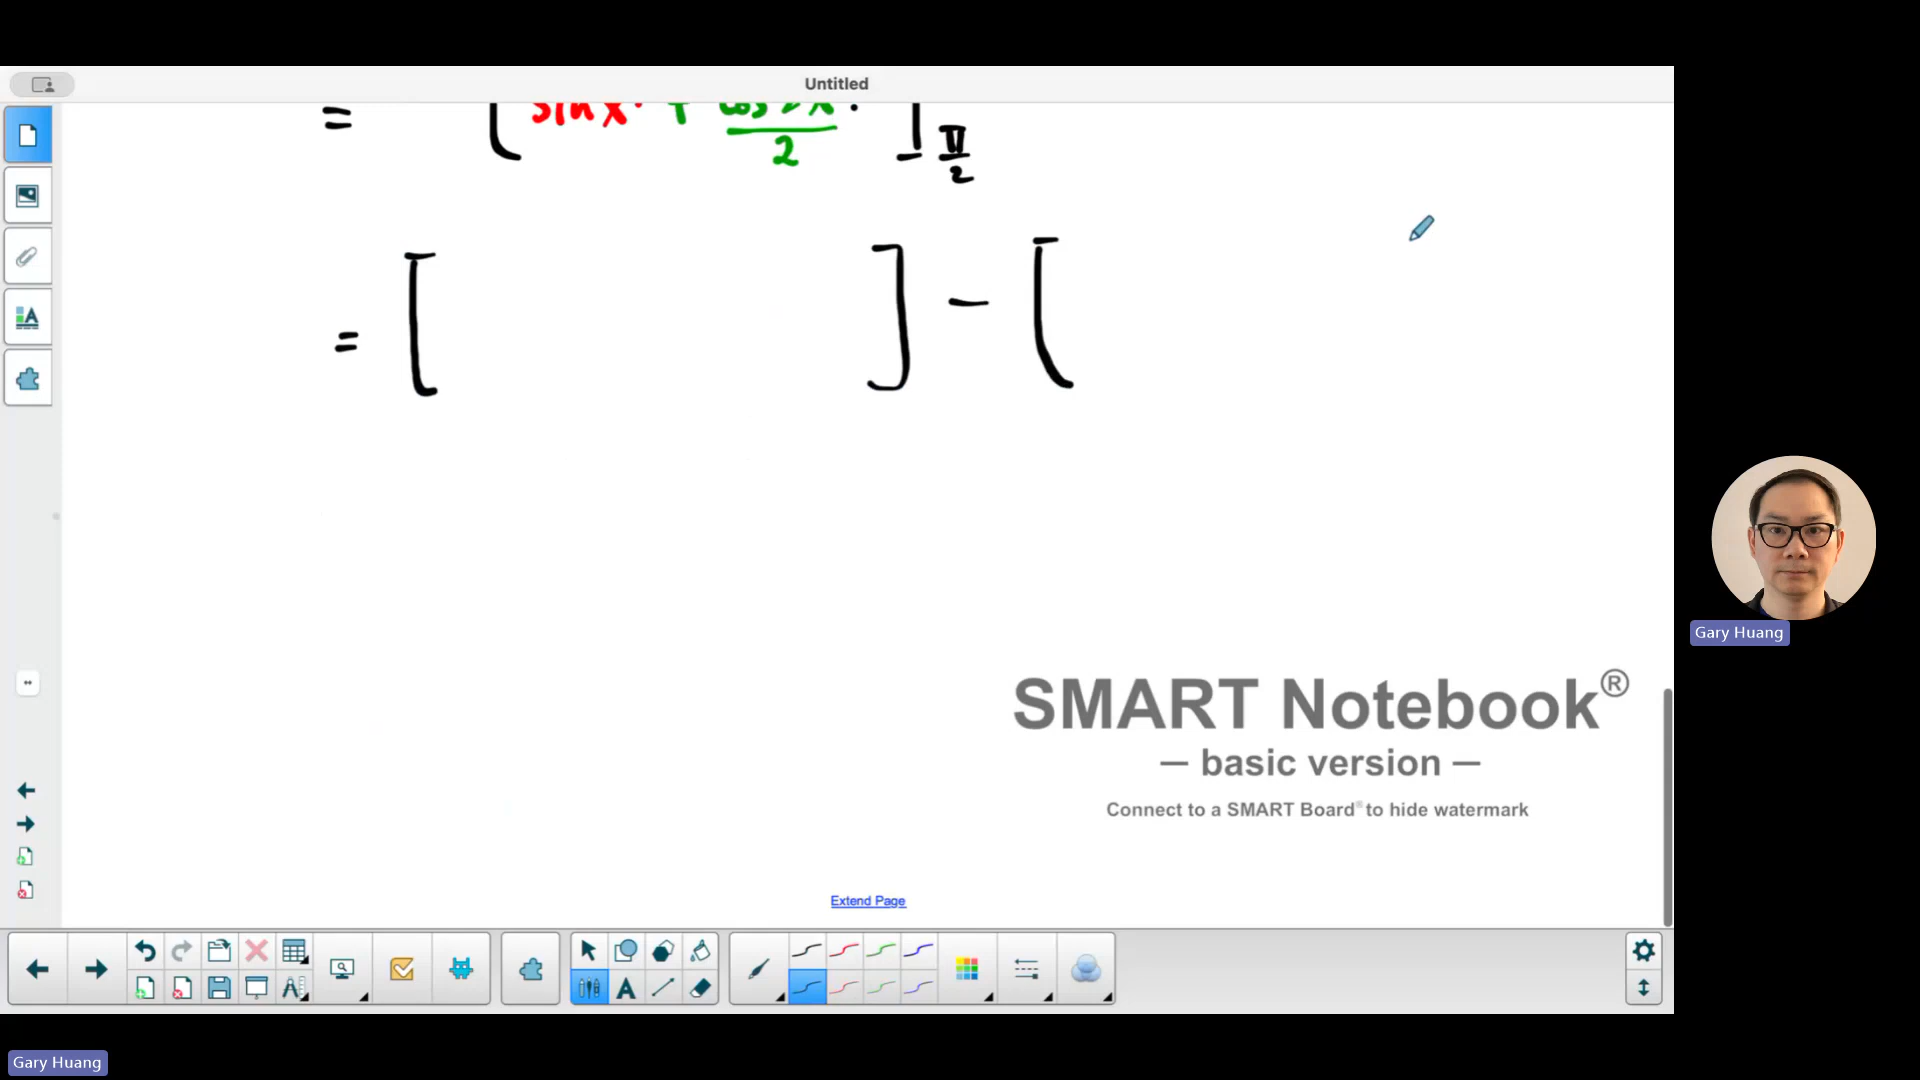 Untitled
= [ sin x + cos 2x / 2 ] π/2
= [ ] - [
SMART Notebook®
— basic version —
Connect to a SMART Board® to hide watermark
Extend Page
Gary Huang
Gary Huang